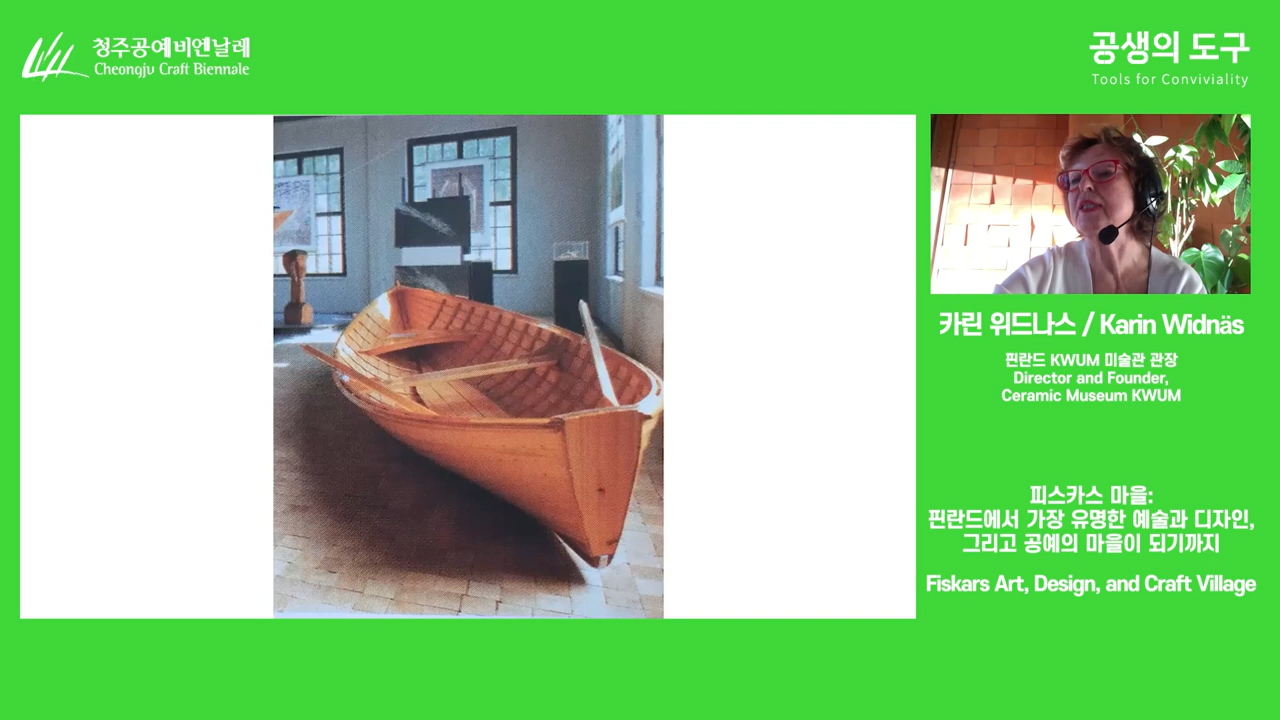 청주공예비엔날레
Cheongju Craft Biennale
공생의 도구
Tools for Conviviality
카린 위드나스 / Karin Widnäs
핀란드 KWUM 미술관 관장
Director and Founder,
Ceramic Museum KWUM
피스카스 마을:
핀란드에서 가장 유명한 예술과 디자인,
그리고 공예의 마을이 되기까지
Fiskars Art, Design, and Craft Village